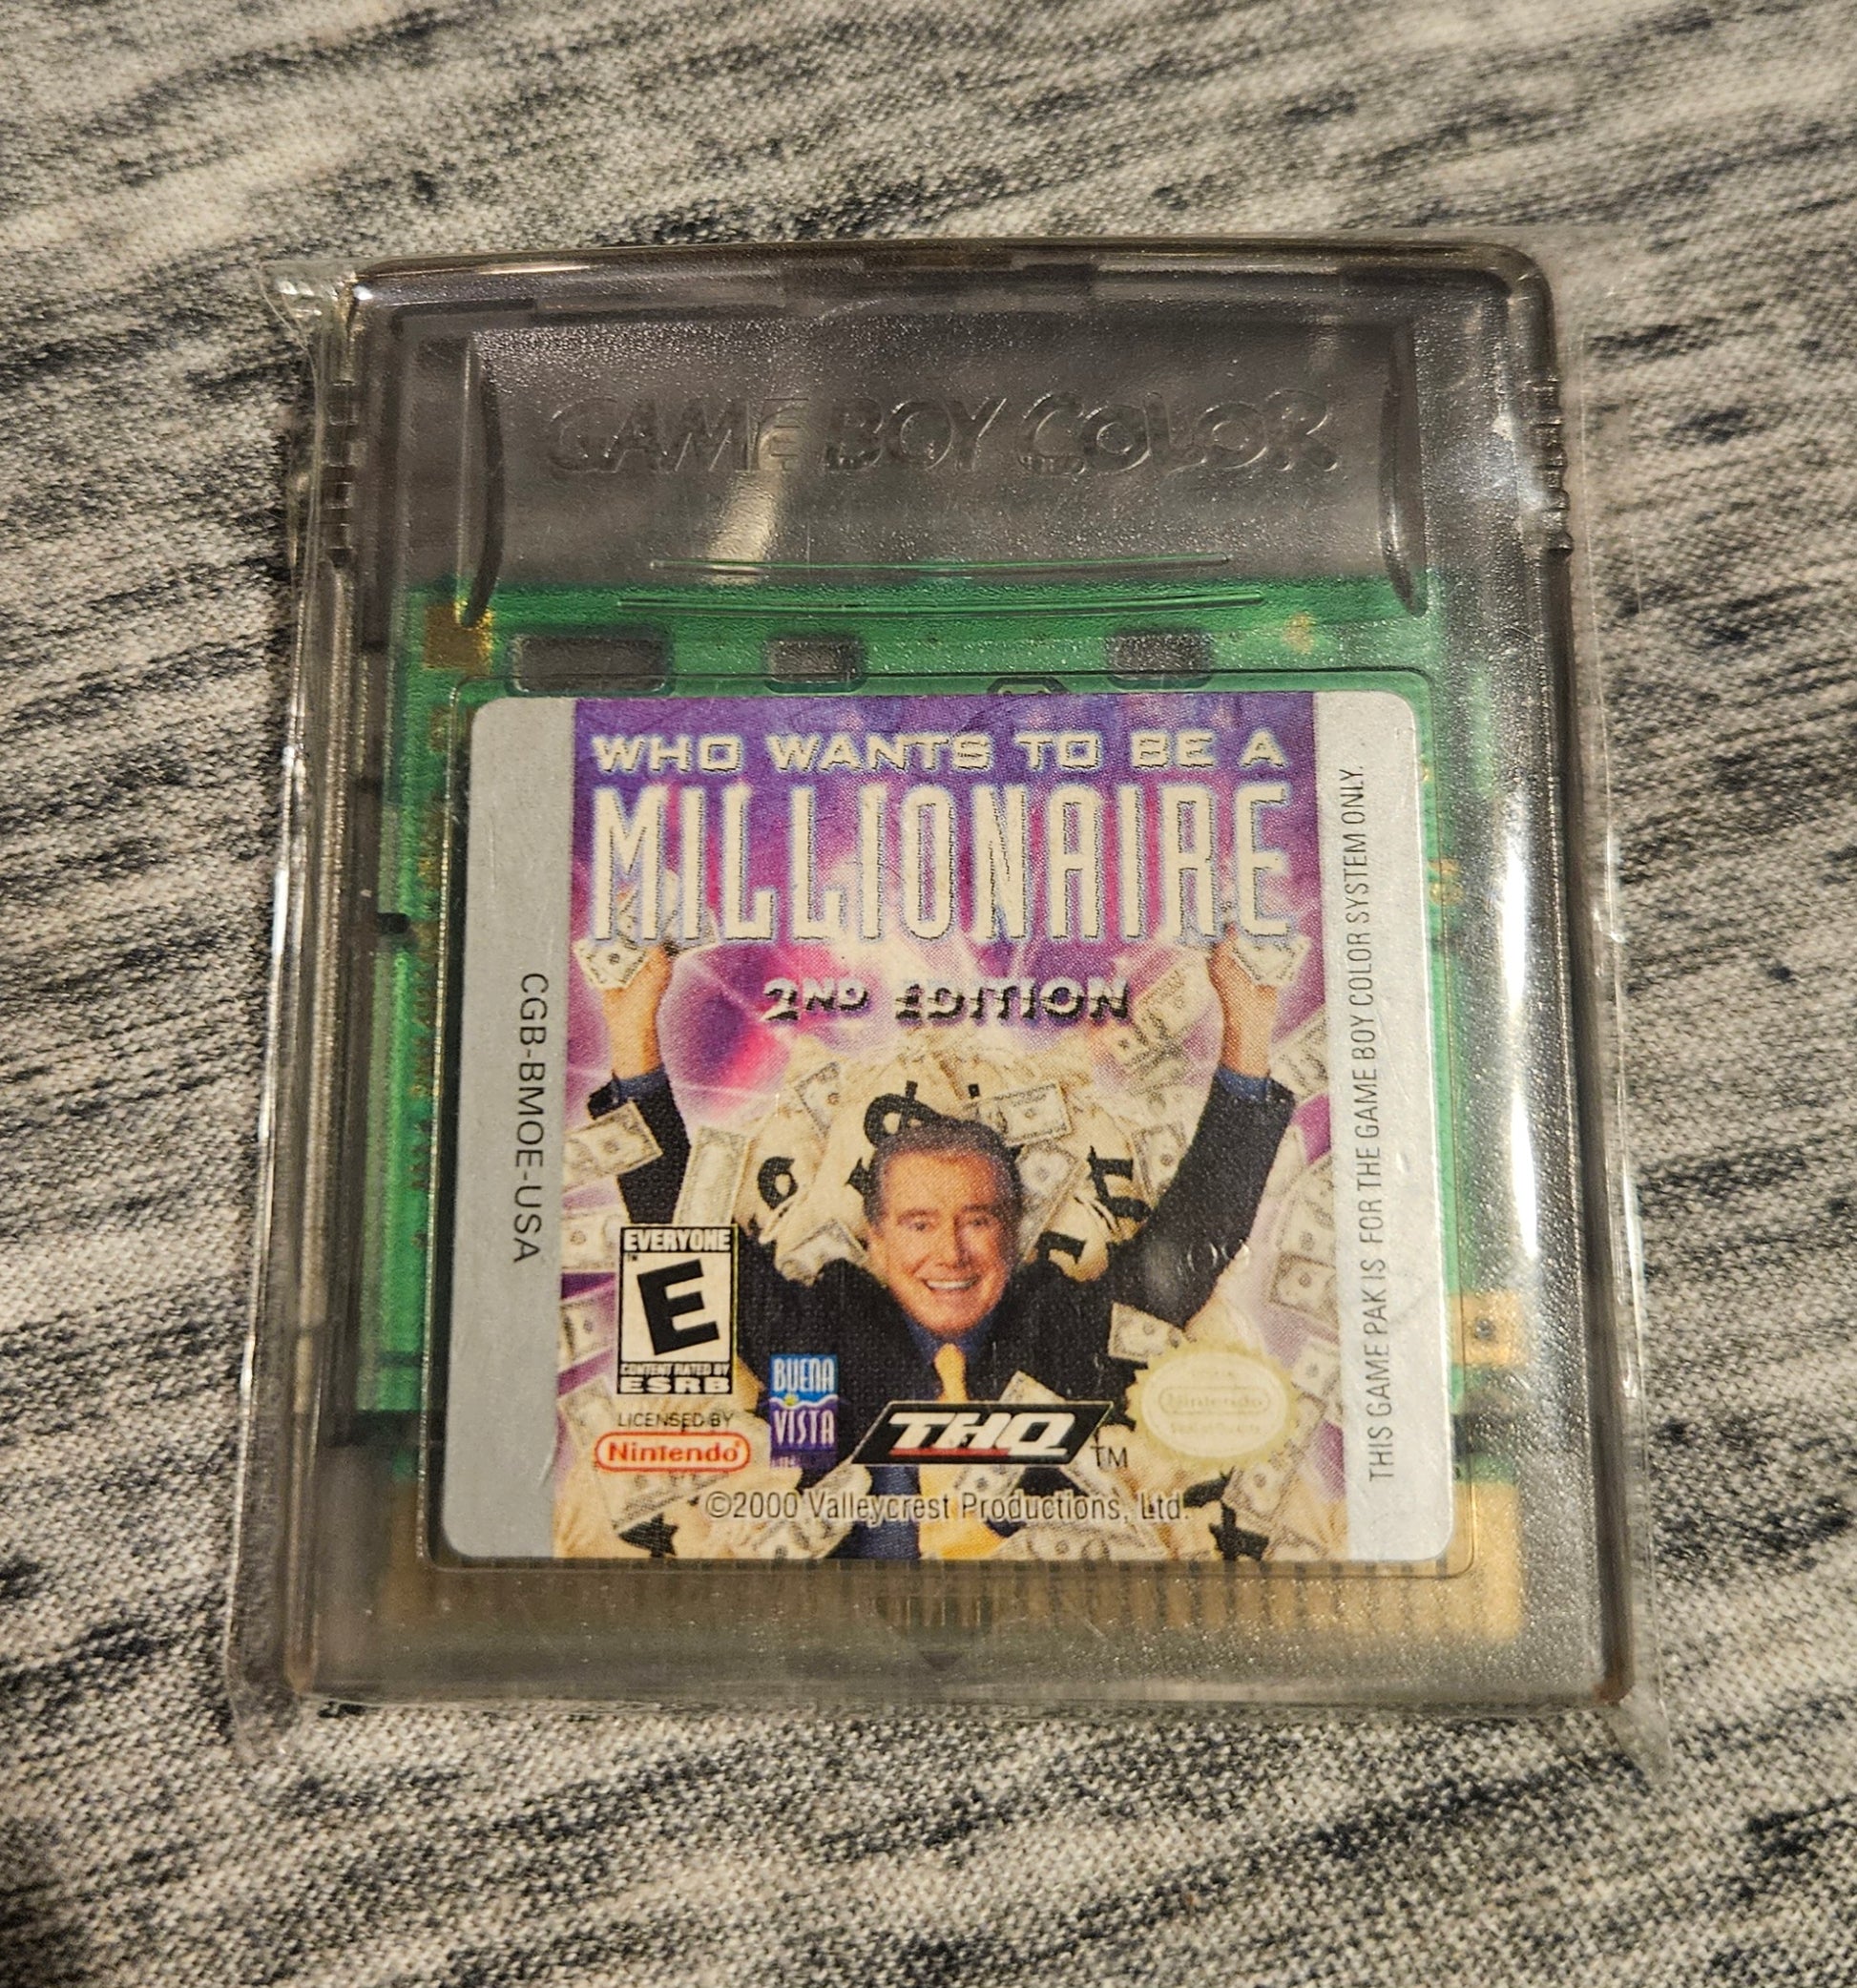 GAME BOY COLOR
WHO WANTS TO BE A
MILLIONAIRE
2ND EDITION
CGB-BMOE-USA
THIS GAME PAK IS FOR THE GAME BOY COLOR SYSTEM ONLY.
EVERYONE
E
CONTENT RATED BY
ESRB
LICENSED BY
Nintendo
BUENA
VISTA
THQ
TM
Nintendo
©2000 Valleycrest Productions, Ltd.